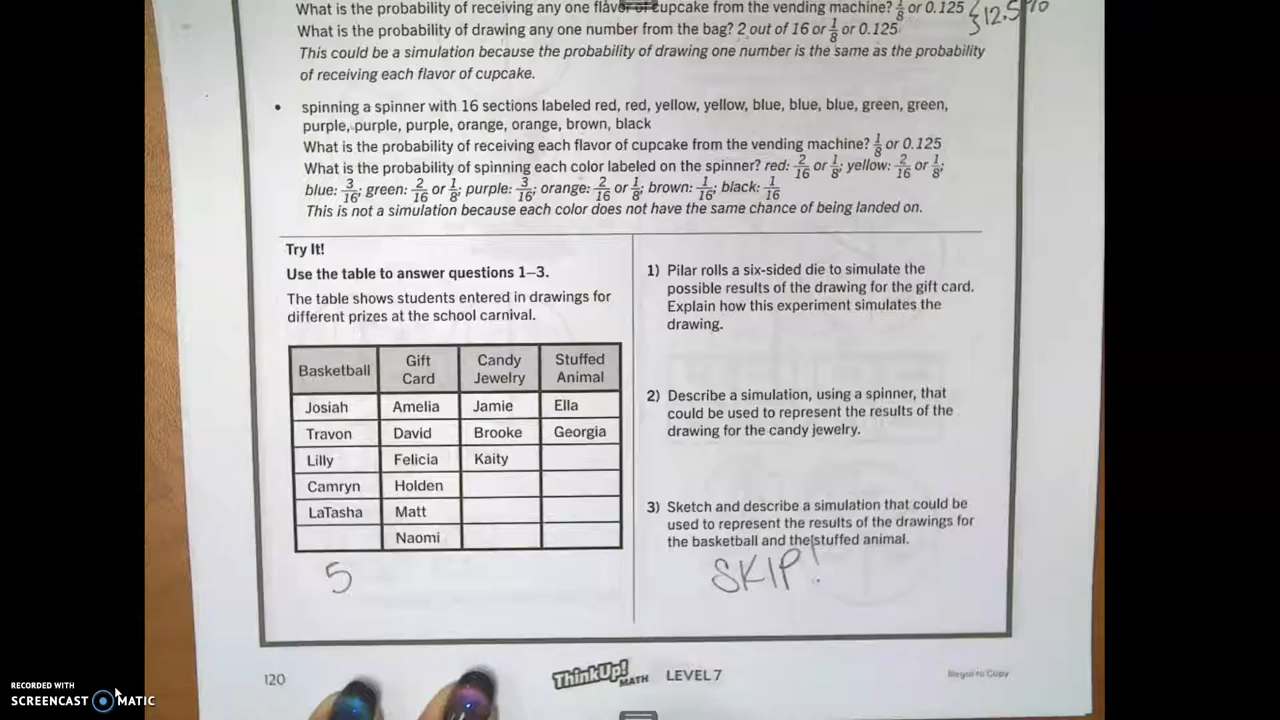 What is the probability of receiving any one flavor of cupcake from the vending machine? 1/8 or 0.125 } 12.5%
What is the probability of drawing any one number from the bag? 2 out of 16 or 1/8 or 0.125
This could be a simulation because the probability of drawing one number is the same as the probability
of receiving each flavor of cupcake.
• spinning a spinner with 16 sections labeled red, red, yellow, yellow, blue, blue, blue, green, green,
purple, purple, purple, orange, orange, brown, black
What is the probability of receiving each flavor of cupcake from the vending machine? 1/8 or 0.125
What is the probability of spinning each color labeled on the spinner? red: 2/16 or 1/8; yellow: 2/16 or 1/8;
blue: 3/16; green: 2/16 or 1/8; purple: 3/16; orange: 2/16 or 1/8; brown: 1/16; black: 1/16
This is not a simulation because each color does not have the same chance of being landed on.
Try It!
Use the table to answer questions 1–3.
The table shows students entered in drawings for
different prizes at the school carnival.
Basketball Gift Card Candy Jewelry Stuffed Animal
Josiah Amelia Jamie Ella
Travon David Brooke Georgia
Lilly Felicia Kaity
Camryn Holden
LaTasha Matt
Naomi
5
1) Pilar rolls a six-sided die to simulate the
possible results of the drawing for the gift card.
Explain how this experiment simulates the
drawing.
2) Describe a simulation, using a spinner, that
could be used to represent the results of the
drawing for the candy jewelry.
3) Sketch and describe a simulation that could be
used to represent the results of the drawings for
the basketball and the stuffed animal.
SKIP!
120
ThinkUp! MATH LEVEL 7
Illegal to Copy
RECORDED WITH
SCREENCAST MATIC